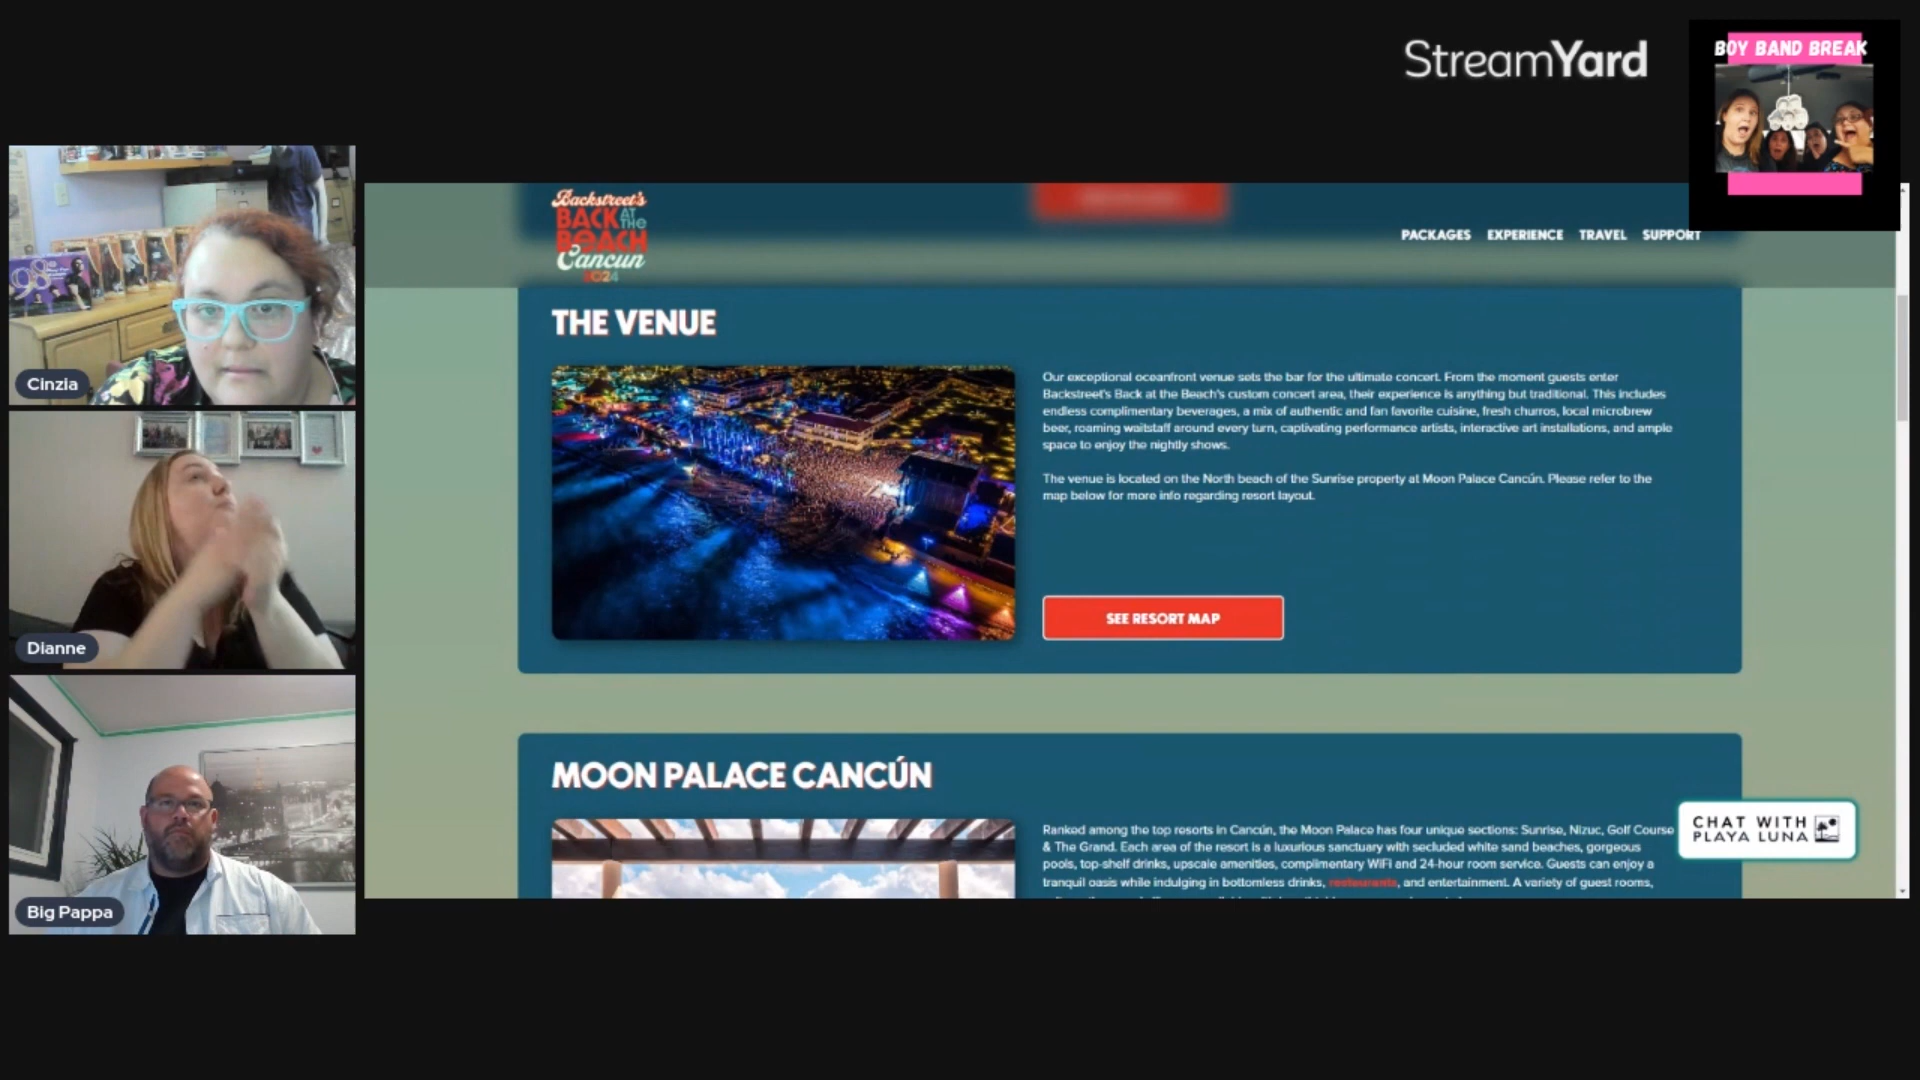 StreamYard
BOY BAND BREAK
Cinzia
Dianne
Big Pappa
98°
Backstreet's
BACK AT THE
BEACH
Cancun
2024
PACKAGES EXPERIENCE TRAVEL SUPPORT
THE VENUE
Our exceptional oceanfront venue sets the bar for the ultimate concert. From the moment guests enter
Backstreet's Back at the Beach's custom concert area, their experience is anything but traditional. This includes
endless complimentary beverages, a mix of authentic and fan favorite cuisine, fresh churros, local microbrew
beer, roaming waitstaff around every turn, captivating performance artists, interactive art installations, and ample
space to enjoy the nightly shows.
The venue is located on the North beach of the Sunrise property at Moon Palace Cancún. Please refer to the
map below for more info regarding resort layout.
SEE RESORT MAP
MOON PALACE CANCÚN
Ranked among the top resorts in Cancún, the Moon Palace has four unique sections: Sunrise, Nizuc, Golf Course
& The Grand. Each area of the resort is a luxurious sanctuary with secluded white sand beaches, gorgeous
pools, top-shelf drinks, upscale amenities, complimentary WiFi and 24-hour room service. Guests can enjoy a
tranquil oasis while indulging in bottomless drinks, restaurants, and entertainment. A variety of guest rooms,
CHAT WITH
PLAYA LUNA